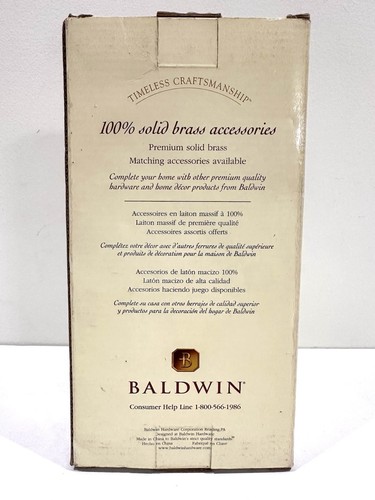 TIMELESS CRAFTSMANSHIP®
100% solid brass accessories
Premium solid brass
Matching accessories available
Complete your home with other premium quality
hardware and home décor products from Baldwin
Accessoires en laiton massif à 100%
Laiton massif de première qualité
Accessoires assortis offerts
Complétez votre décor avec d'autres ferrures de qualité supérieure
et produits de décoration pour la maison de Baldwin
Accesorios de latón macizo 100%
Latón macizo de alta calidad
Accesorios haciendo juego disponibles
Complete su casa con otros herrajes de calidad superior
y productos para la decoración del hogar de Baldwin
B
BALDWIN®
Consumer Help Line 1-800-566-1986
Baldwin Hardware Corporation Reading PA
Designed at Baldwin Hardware
Made in China to Baldwin's strict quality standards
Hecho en China Fabriqué en Chine
www.baldwinhardware.com